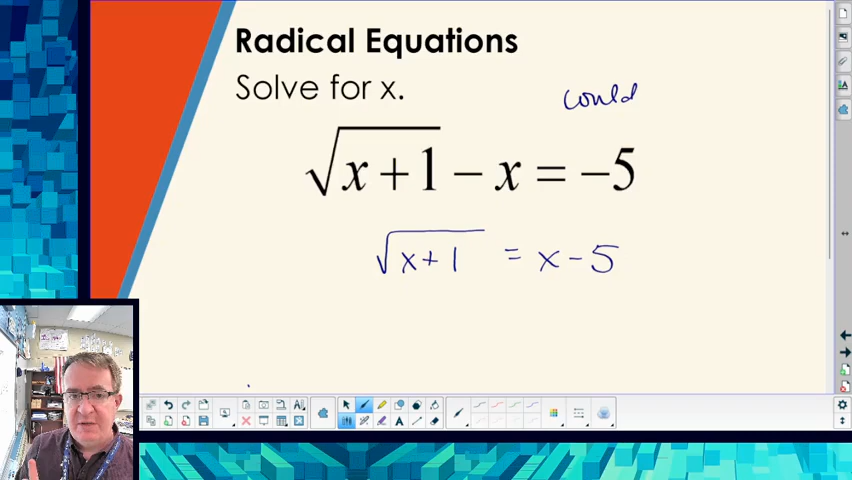 Radical Equations
Solve for x.
could
√(x+1) − x = −5
√(x+1) = x − 5